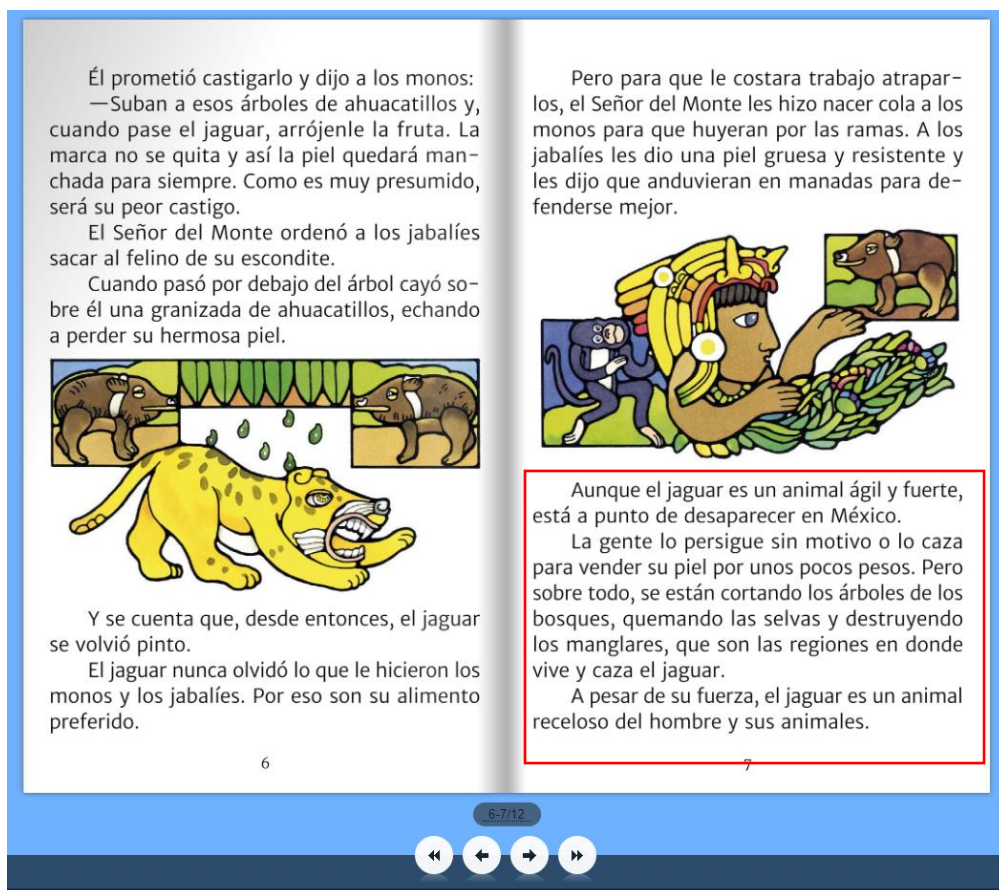 Él prometió castigarlo y dijo a los monos:
—Suban a esos árboles de ahuacatillos y,
cuando pase el jaguar, arrójenle la fruta. La
marca no se quita y así la piel quedará man-
chada para siempre. Como es muy presumido,
será su peor castigo.
El Señor del Monte ordenó a los jabalíes
sacar al felino de su escondite.
Cuando pasó por debajo del árbol cayó so-
bre él una granizada de ahuacatillos, echando
a perder su hermosa piel.
Y se cuenta que, desde entonces, el jaguar
se volvió pinto.
El jaguar nunca olvidó lo que le hicieron los
monos y los jabalíes. Por eso son su alimento
preferido.
6
Pero para que le costara trabajo atrapar-
los, el Señor del Monte les hizo nacer cola a los
monos para que huyeran por las ramas. A los
jabalíes les dio una piel gruesa y resistente y
les dijo que anduvieran en manadas para de-
fenderse mejor.
Aunque el jaguar es un animal ágil y fuerte,
está a punto de desaparecer en México.
La gente lo persigue sin motivo o lo caza
para vender su piel por unos pocos pesos. Pero
sobre todo, se están cortando los árboles de los
bosques, quemando las selvas y destruyendo
los manglares, que son las regiones en donde
vive y caza el jaguar.
A pesar de su fuerza, el jaguar es un animal
receloso del hombre y sus animales.
7
6-7/12